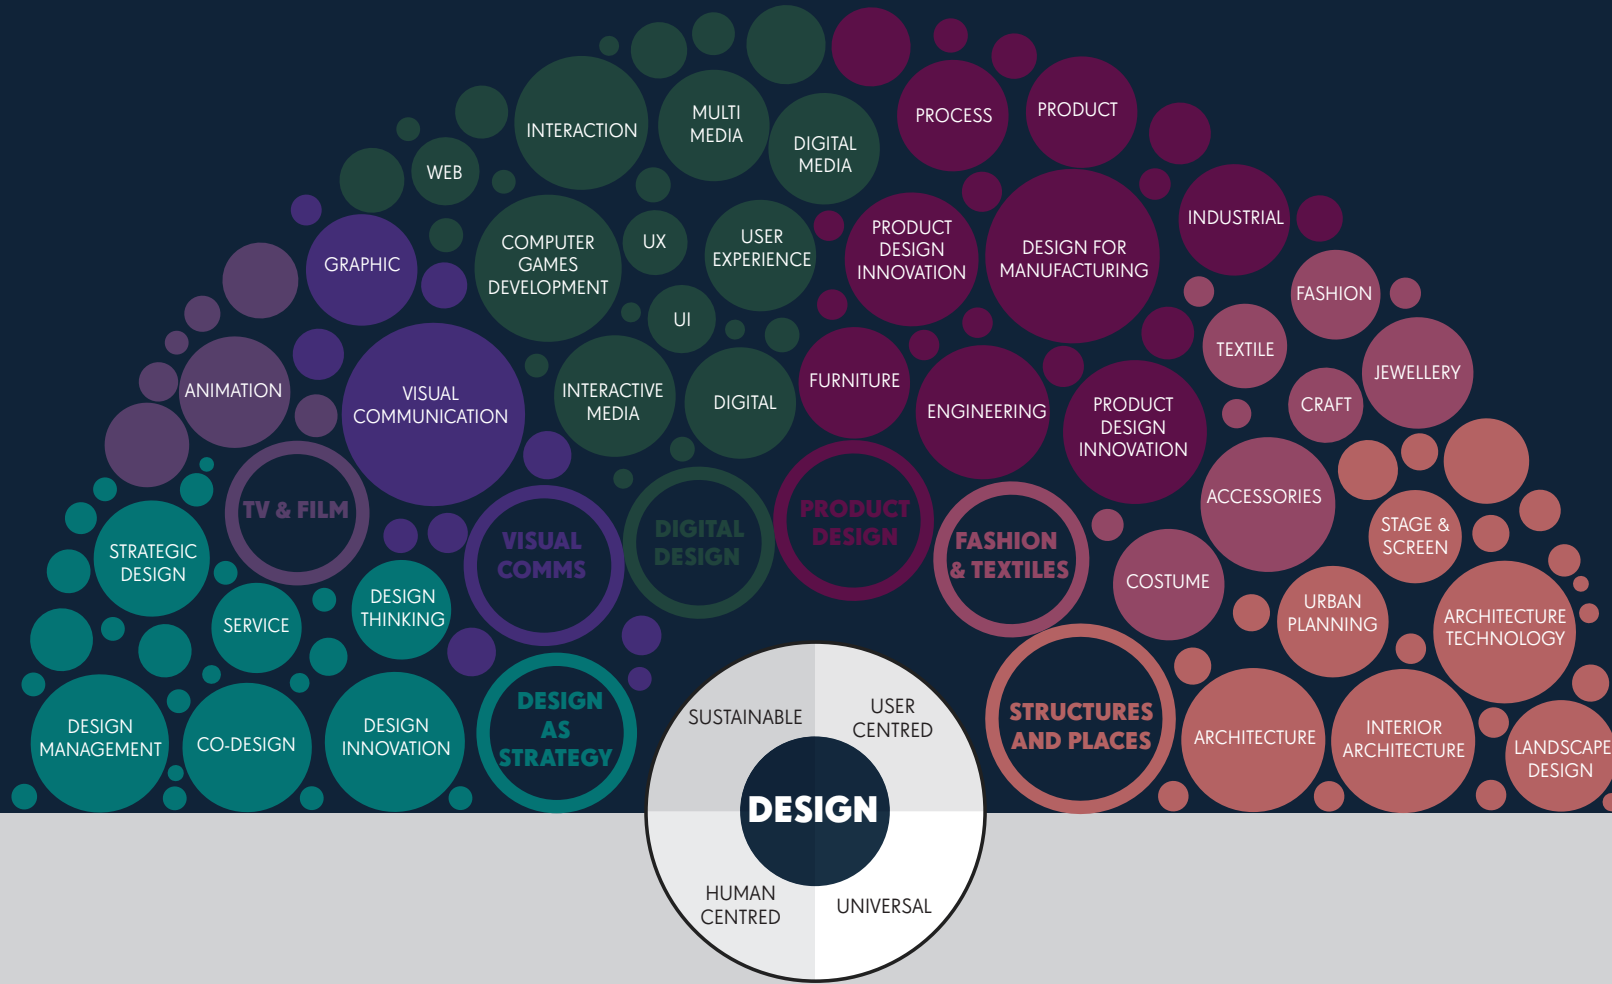 INTERACTION
MULTI
MEDIA
DIGITAL
MEDIA
PROCESS
PRODUCT
WEB
GRAPHIC
COMPUTER
GAMES
DEVELOPMENT
UX
USER
EXPERIENCE
PRODUCT
DESIGN
INNOVATION
DESIGN FOR
MANUFACTURING
INDUSTRIAL
FASHION
UI
TEXTILE
ANIMATION
VISUAL
COMMUNICATION
INTERACTIVE
MEDIA
DIGITAL
FURNITURE
ENGINEERING
PRODUCT
DESIGN
INNOVATION
CRAFT
JEWELLERY
ACCESSORIES
TV & FILM
VISUAL
COMMS
DIGITAL
DESIGN
PRODUCT
DESIGN
FASHION
& TEXTILES
STAGE &
SCREEN
STRATEGIC
DESIGN
SERVICE
DESIGN
THINKING
COSTUME
URBAN
PLANNING
ARCHITECTURE
TECHNOLOGY
DESIGN
MANAGEMENT
CO-DESIGN
DESIGN
INNOVATION
DESIGN
AS
STRATEGY
STRUCTURES
AND PLACES
ARCHITECTURE
INTERIOR
ARCHITECTURE
LANDSCAPE
DESIGN
SUSTAINABLE
USER
CENTRED
DESIGN
HUMAN
CENTRED
UNIVERSAL